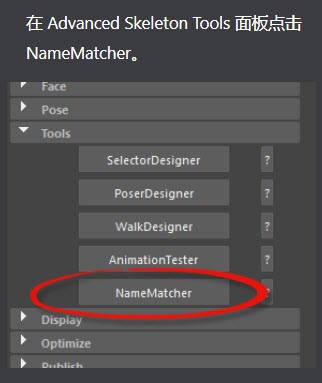 在 Advanced Skeleton Tools 面板点击
NameMatcher。
Face
Pose
Tools
SelectorDesigner ?
PoserDesigner ?
WalkDesigner ?
AnimationTester ?
NameMatcher ?
Display
Optimize
Publish